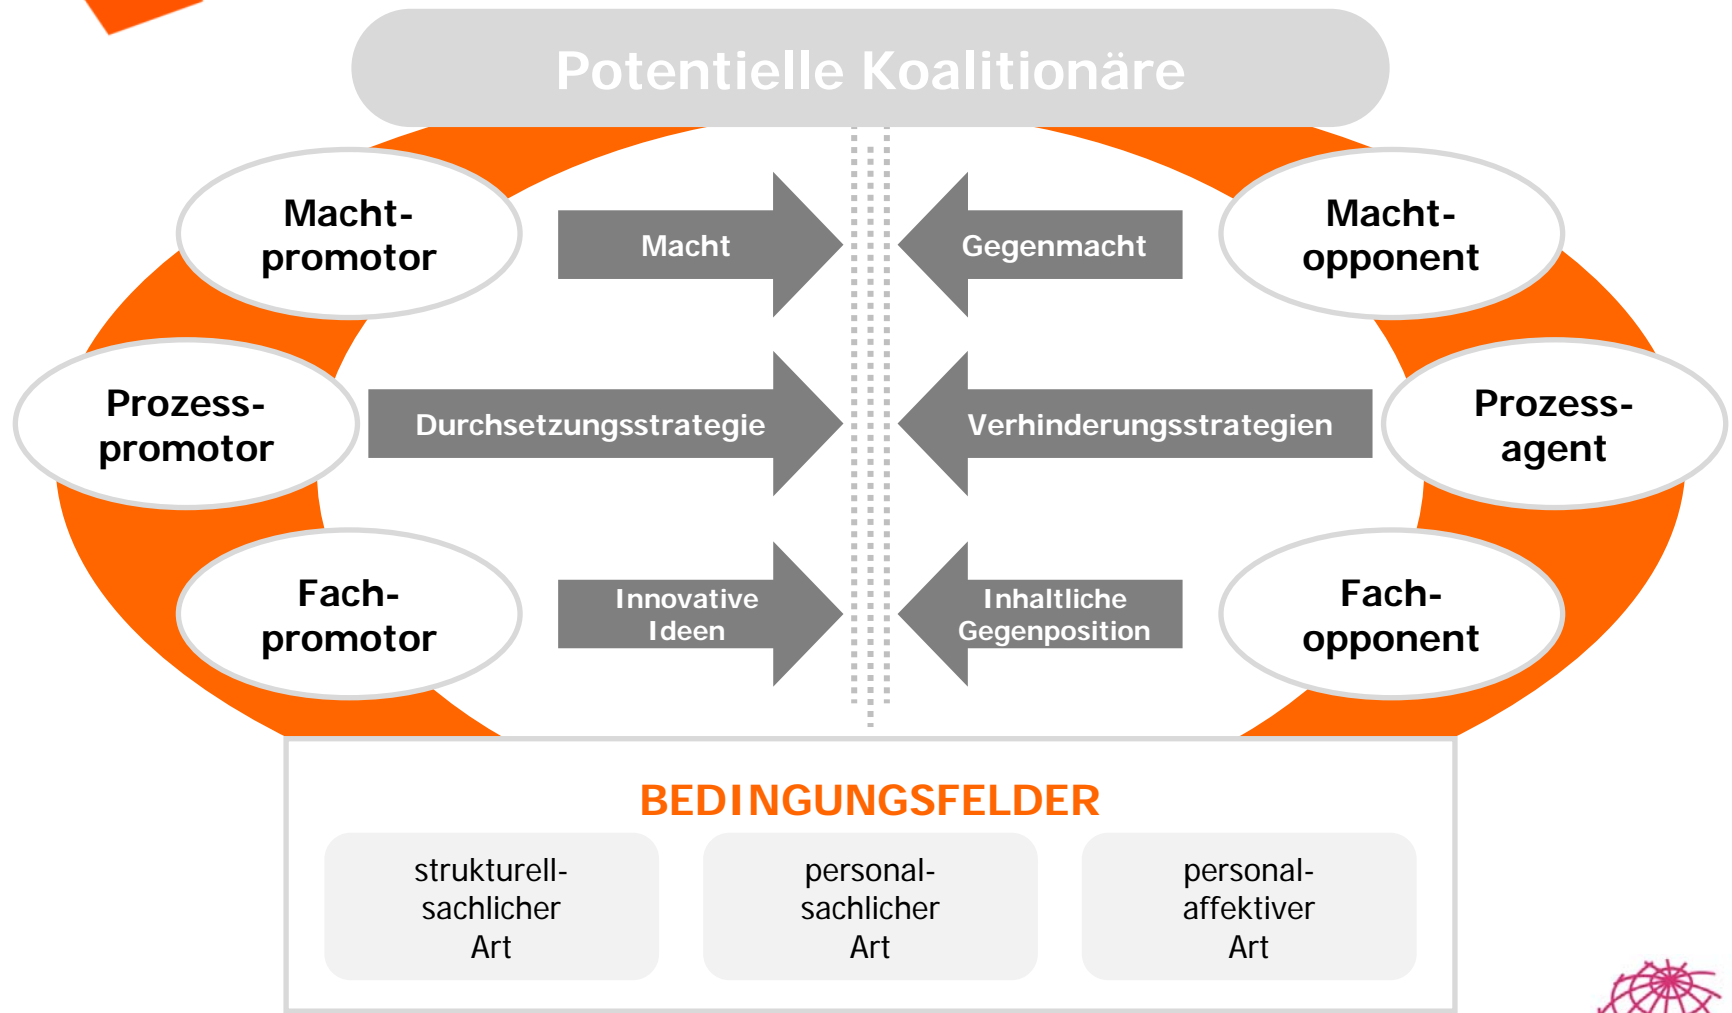 Potentielle Koalitionäre
Macht-
promotor
Macht
Gegenmacht
Macht-
opponent
Prozess-
promotor
Durchsetzungsstrategie
Verhinderungsstrategien
Prozess-
agent
Fach-
promotor
Innovative
Ideen
Inhaltliche
Gegenposition
Fach-
opponent
BEDINGUNGSFELDER
strukturell-
sachlicher
Art
personal-
sachlicher
Art
personal-
affektiver
Art